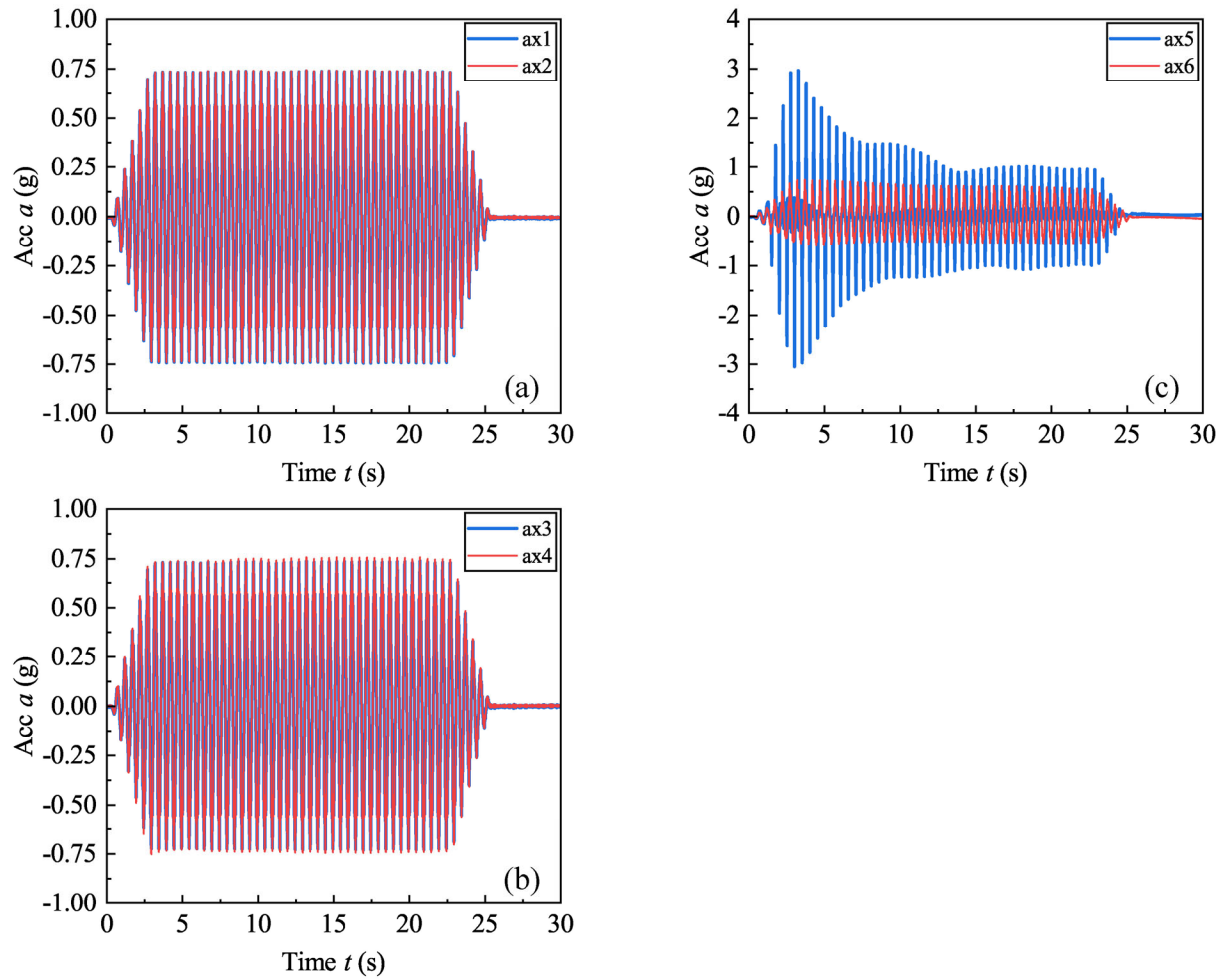 1.00
0.75
0.50
0.25
0.00
-0.25
-0.50
-0.75
-1.00
Acc a (g)
ax1
ax2
(a)
0 5 10 15 20 25 30
Time t (s)
4
3
2
1
0
-1
-2
-3
-4
Acc a (g)
ax5
ax6
(c)
0 5 10 15 20 25 30
Time t (s)
1.00
0.75
0.50
0.25
0.00
-0.25
-0.50
-0.75
-1.00
Acc a (g)
ax3
ax4
(b)
0 5 10 15 20 25 30
Time t (s)